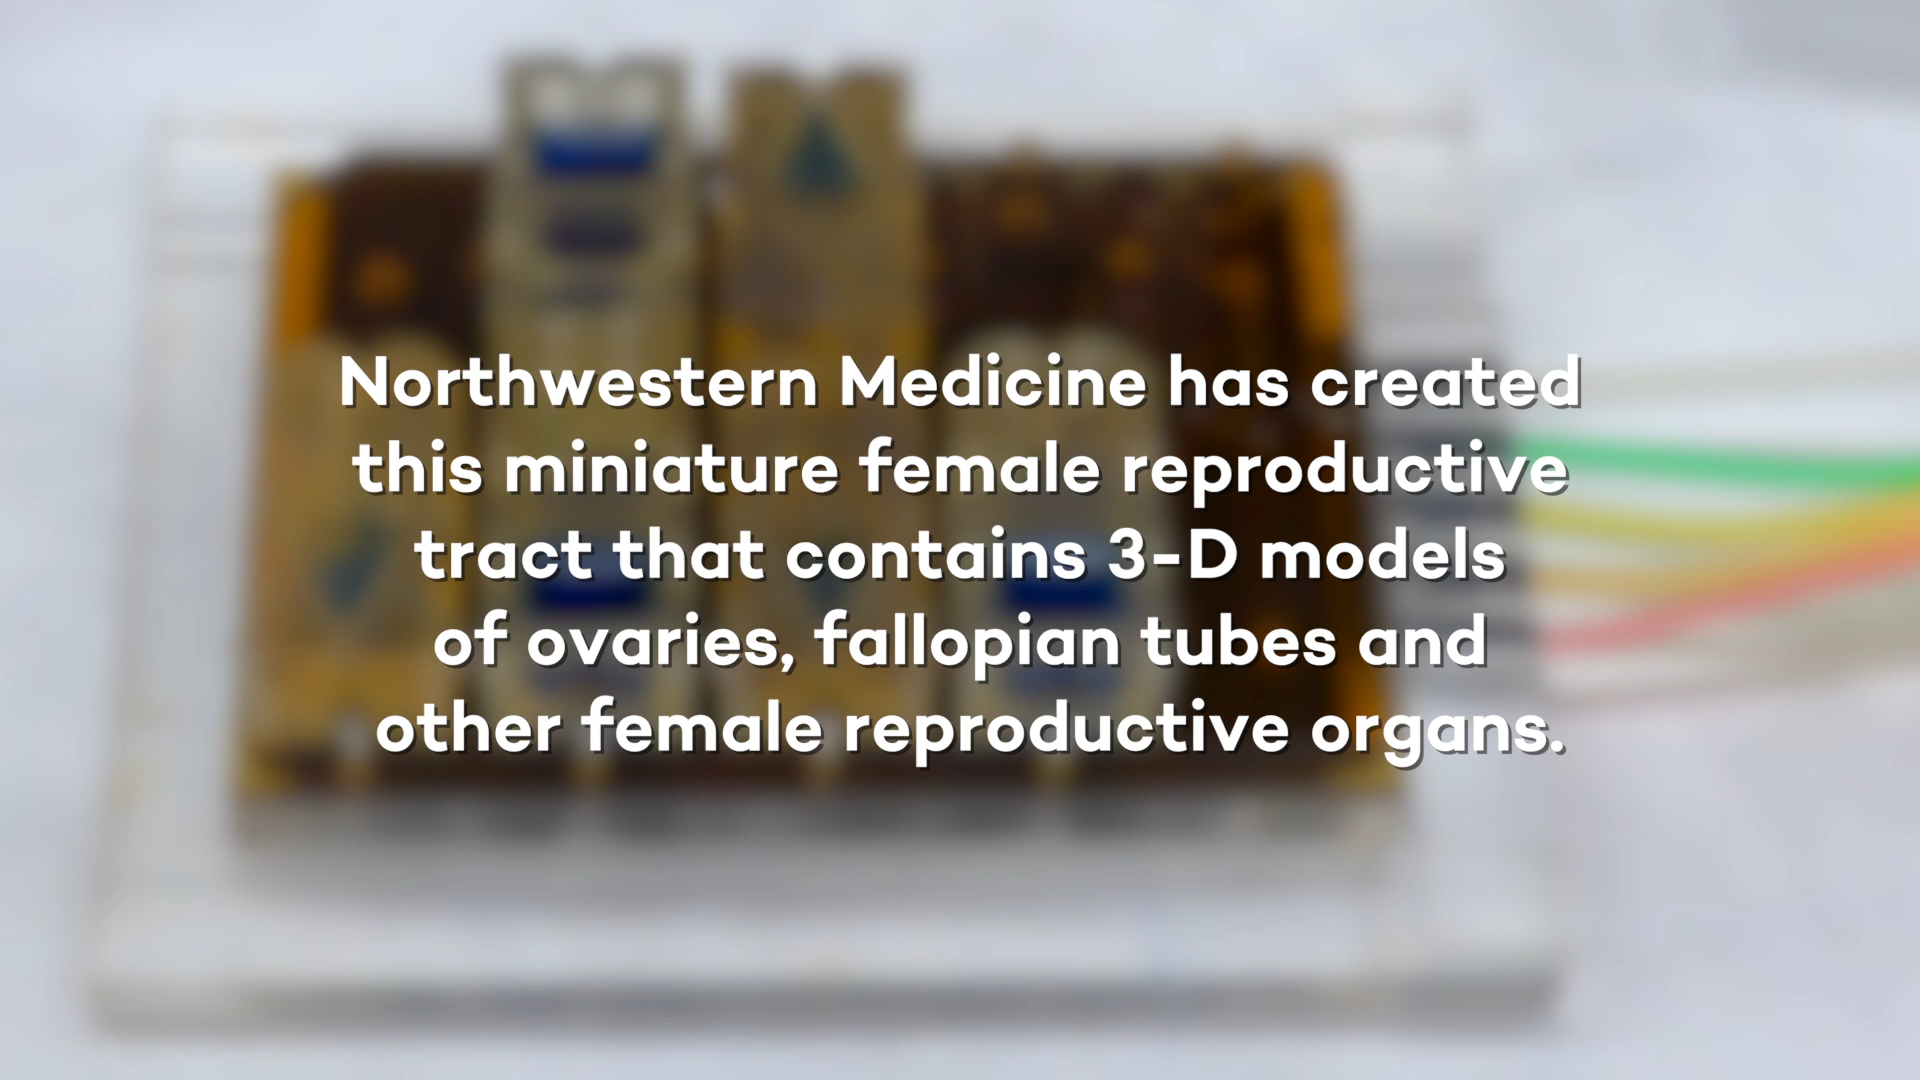 Northwestern Medicine has created
this miniature female reproductive
tract that contains 3-D models
of ovaries, fallopian tubes and
other female reproductive organs.